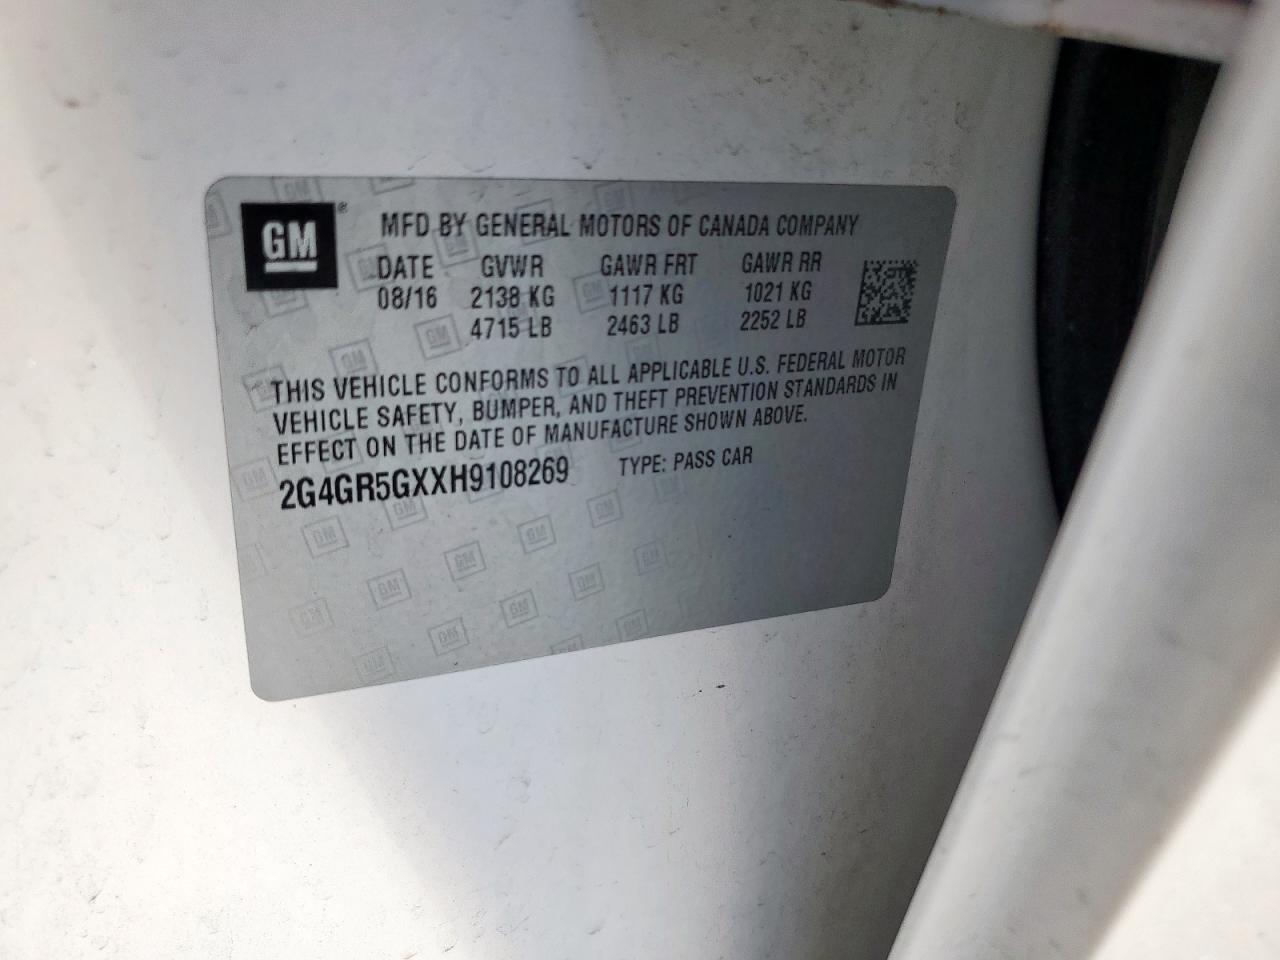 GM®
MFD BY GENERAL MOTORS OF CANADA COMPANY
DATE GVWR GAWR FRT GAWR RR
08/16 2138 KG 1117 KG 1021 KG
4715 LB 2463 LB 2252 LB
THIS VEHICLE CONFORMS TO ALL APPLICABLE U.S. FEDERAL MOTOR
VEHICLE SAFETY, BUMPER, AND THEFT PREVENTION STANDARDS IN
EFFECT ON THE DATE OF MANUFACTURE SHOWN ABOVE.
2G4GR5GXXH9108269 TYPE: PASS CAR